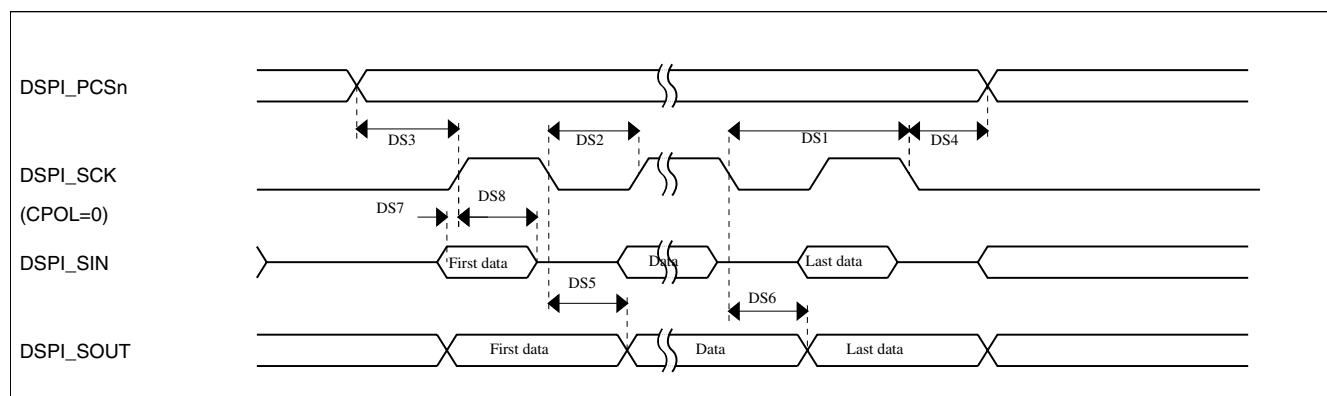 DSPI_PCSn
DS3
DS2
DS1
DS4
DSPI_SCK
(CPOL=0)
DS7
DS8
DSPI_SIN
First data
Data
Last data
DS5
DS6
DSPI_SOUT
First data
Data
Last data